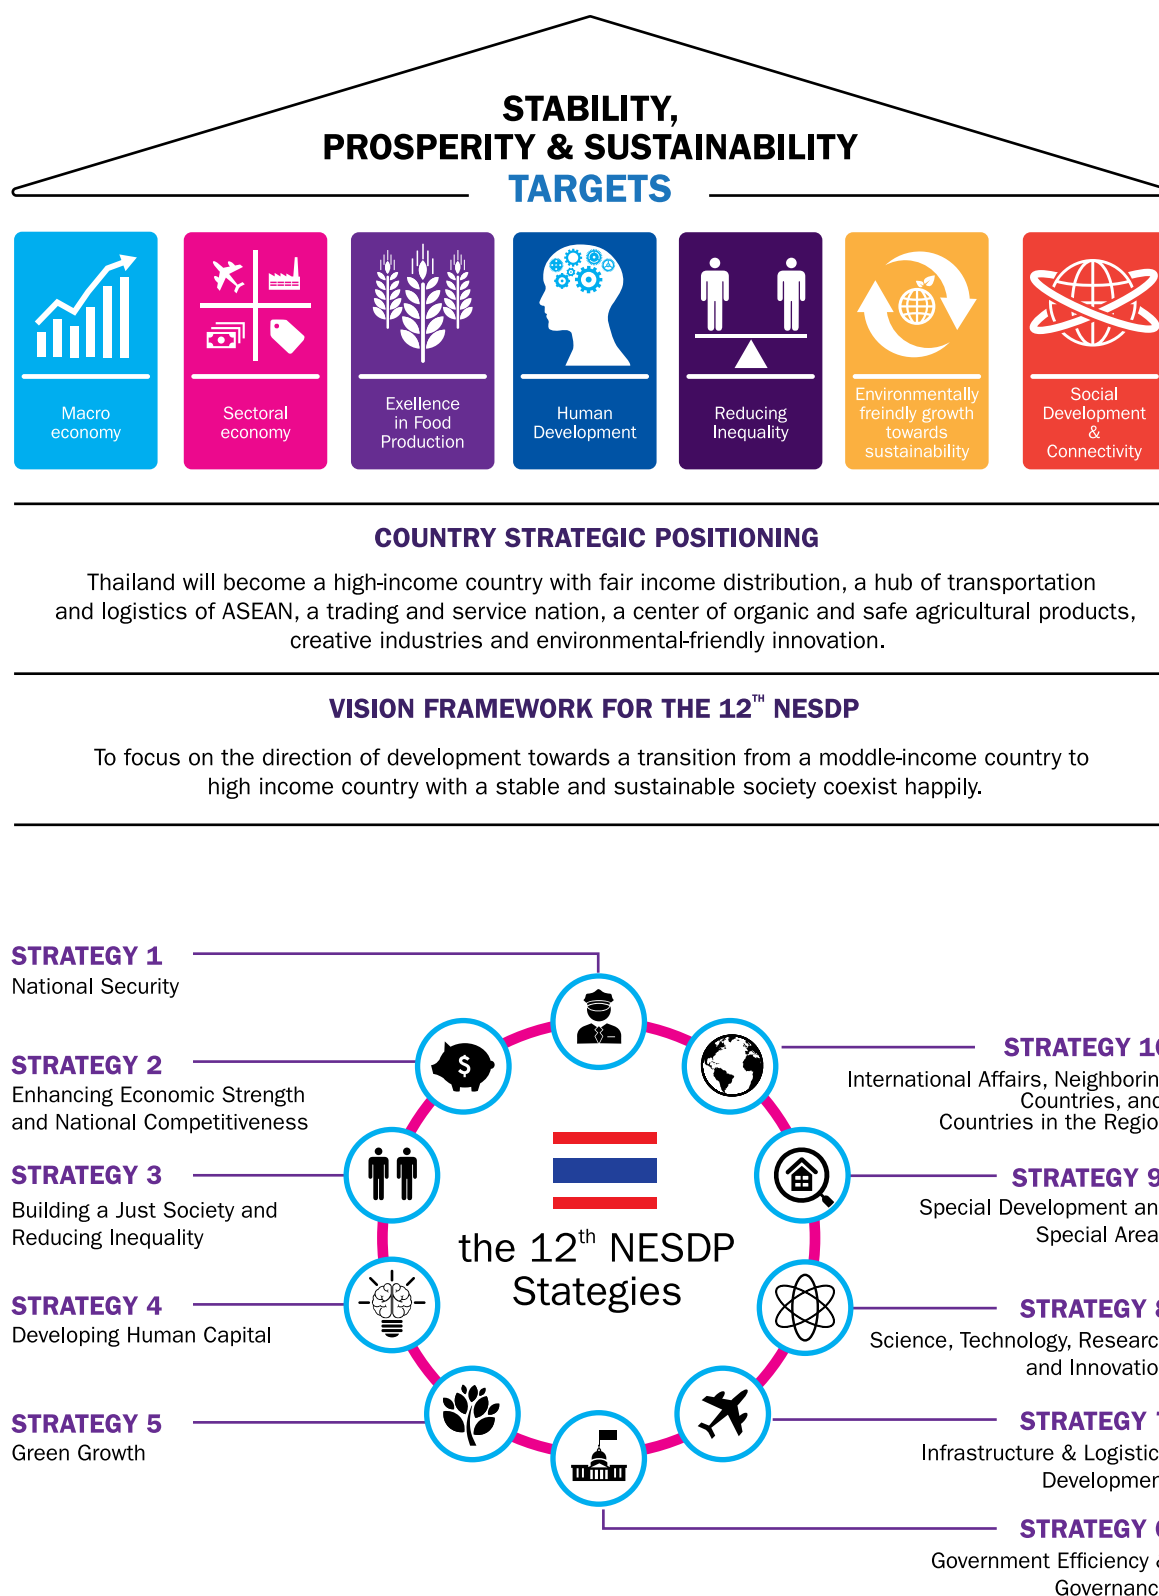 STABILITY,
PROSPERITY & SUSTAINABILITY
TARGETS
Macro
economy
Sectoral
economy
Exellence
in Food
Production
Human
Development
Reducing
Inequality
Environmentally
freindly growth
towards
sustainability
Social
Development
&
Connectivity
COUNTRY STRATEGIC POSITIONING
Thailand will become a high-income country with fair income distribution, a hub of transportation
and logistics of ASEAN, a trading and service nation, a center of organic and safe agricultural products,
creative industries and environmental-friendly innovation.
VISION FRAMEWORK FOR THE 12TH NESDP
To focus on the direction of development towards a transition from a moddle-income country to
high income country with a stable and sustainable society coexist happily.
STRATEGY 1
National Security
STRATEGY 2
Enhancing Economic Strength
and National Competitiveness
STRATEGY 3
Building a Just Society and
Reducing Inequality
STRATEGY 4
Developing Human Capital
STRATEGY 5
Green Growth
$
the 12th NESDP
Stategies
STRATEGY 10
International Affairs, Neighborin
Countries, and
Countries in the Regio
STRATEGY 9
Special Development an
Special Area
STRATEGY 8
Science, Technology, Researc
and Innovatio
STRATEGY 7
Infrastructure & Logistic
Developmen
STRATEGY 6
Government Efficiency &
Governanc